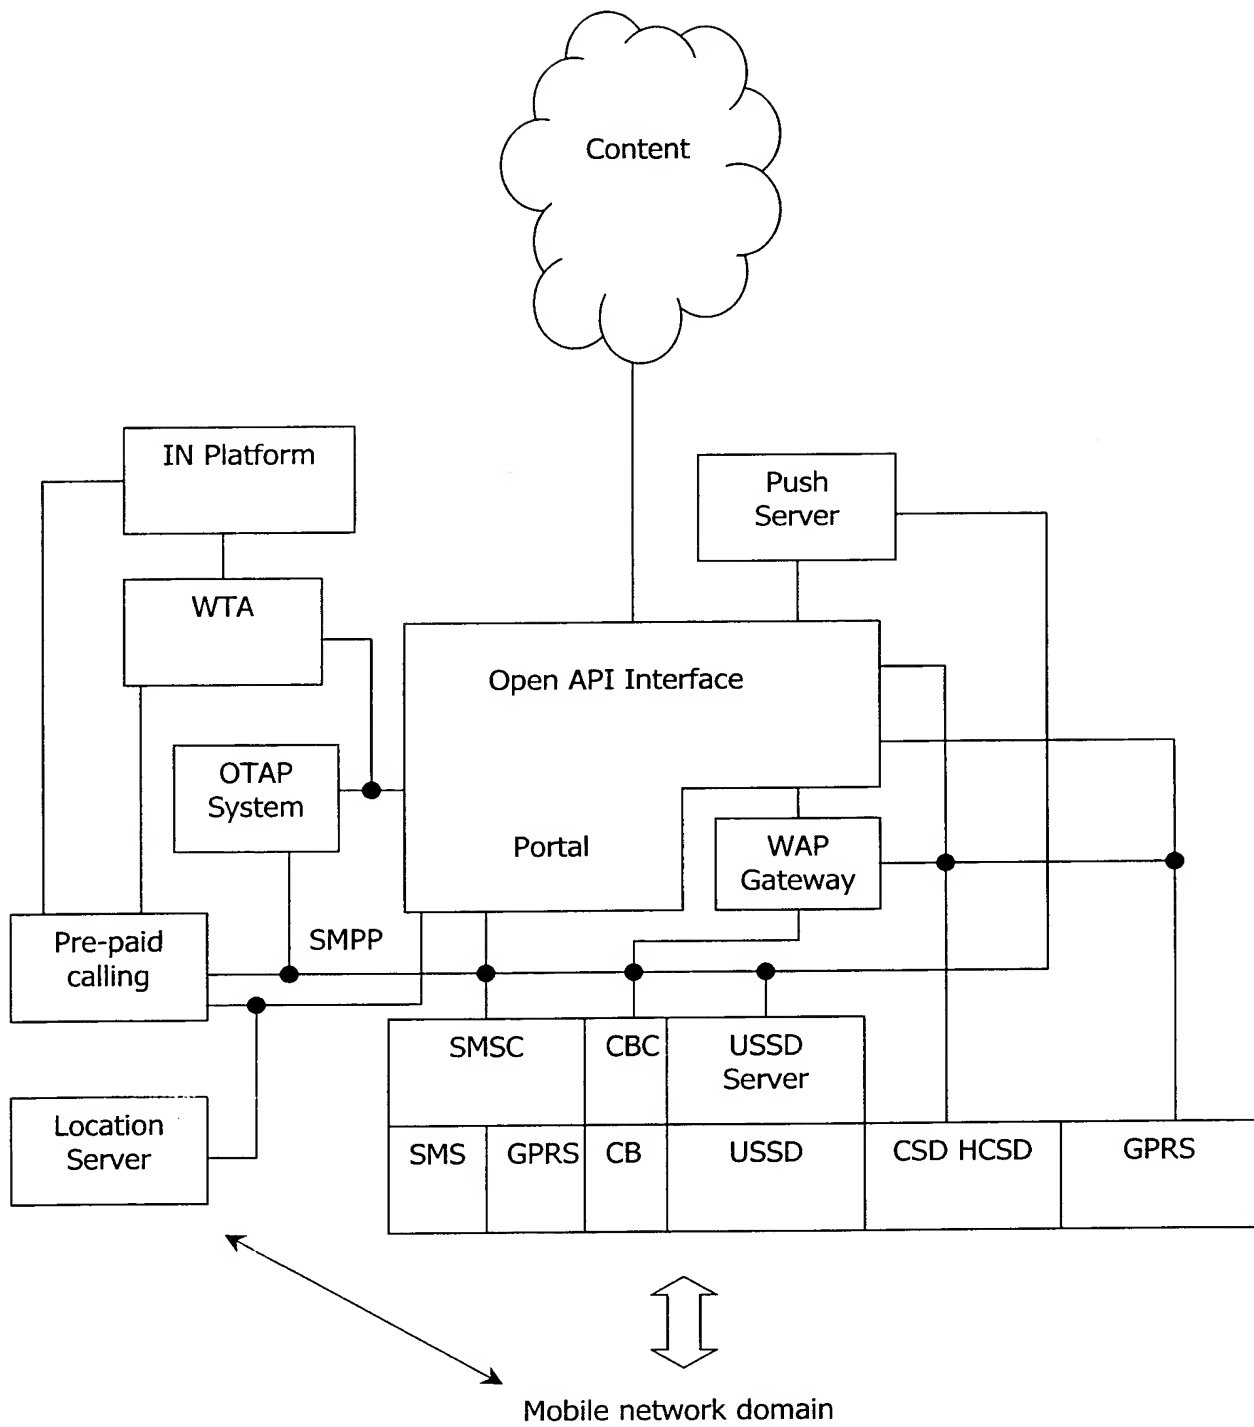 Content
IN Platform
Push
Server
WTA
Open API Interface
OTAP
System
Portal
WAP
Gateway
Pre-paid
calling
SMPP
SMSC
CBC
USSD
Server
Location
Server
SMS
GPRS
CB
USSD
CSD HCSD
GPRS
Mobile network domain